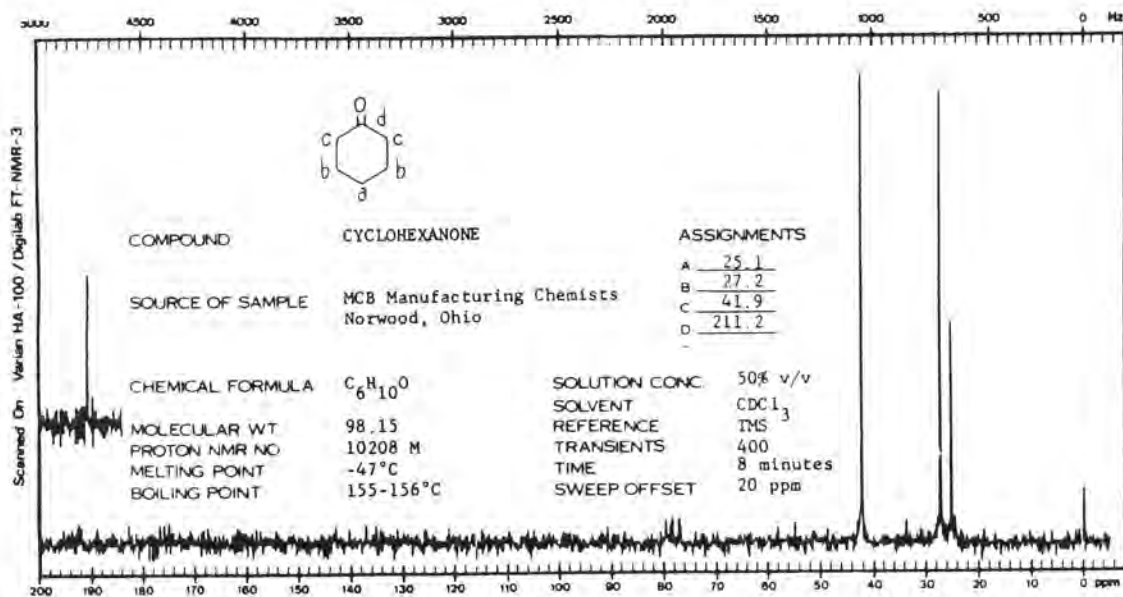 5000 4500 4000 3500 3000 2500 2000 1500 1000 500 0 Hz
Scanned On Varian HA-100 / Digilab FT-NMR-3
O
d
c c
b b
a
COMPOUND CYCLOHEXANONE
SOURCE OF SAMPLE MCB Manufacturing Chemists
Norwood, Ohio
ASSIGNMENTS
A 25.1
B 27.2
C 41.9
D 211.2
CHEMICAL FORMULA C6H10O
MOLECULAR WT 98.15
PROTON NMR NO 10208 M
MELTING POINT -47°C
BOILING POINT 155-156°C
SOLUTION CONC. 50% v/v
SOLVENT CDCl3
REFERENCE TMS
TRANSIENTS 400
TIME 8 minutes
SWEEP OFFSET 20 ppm
200 190 180 170 160 150 140 130 120 110 100 90 80 70 60 50 40 30 20 10 0 ppm